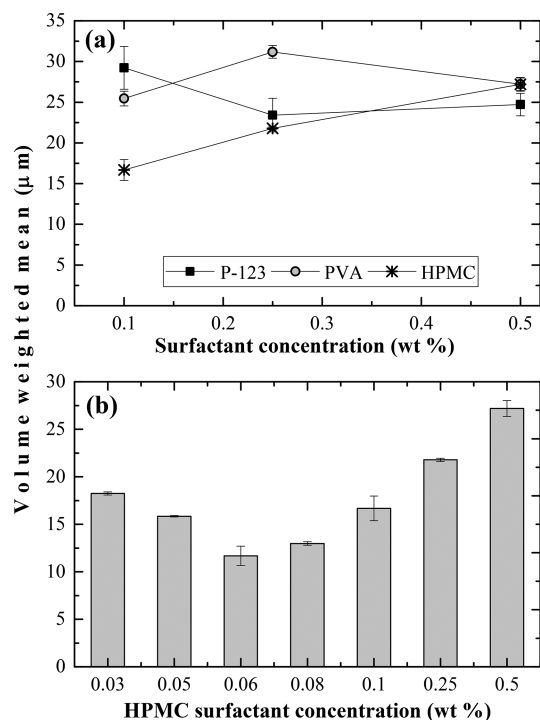 (a)
35
30
25
20
15
10
5
0
P-123 PVA HPMC
0.1 0.2 0.3 0.4 0.5
Surfactant concentration (wt %)
Volume weighted mean (μm)
(b)
30
25
20
15
10
5
0
0.03 0.05 0.06 0.08 0.1 0.25 0.5
HPMC surfactant concentration (wt %)